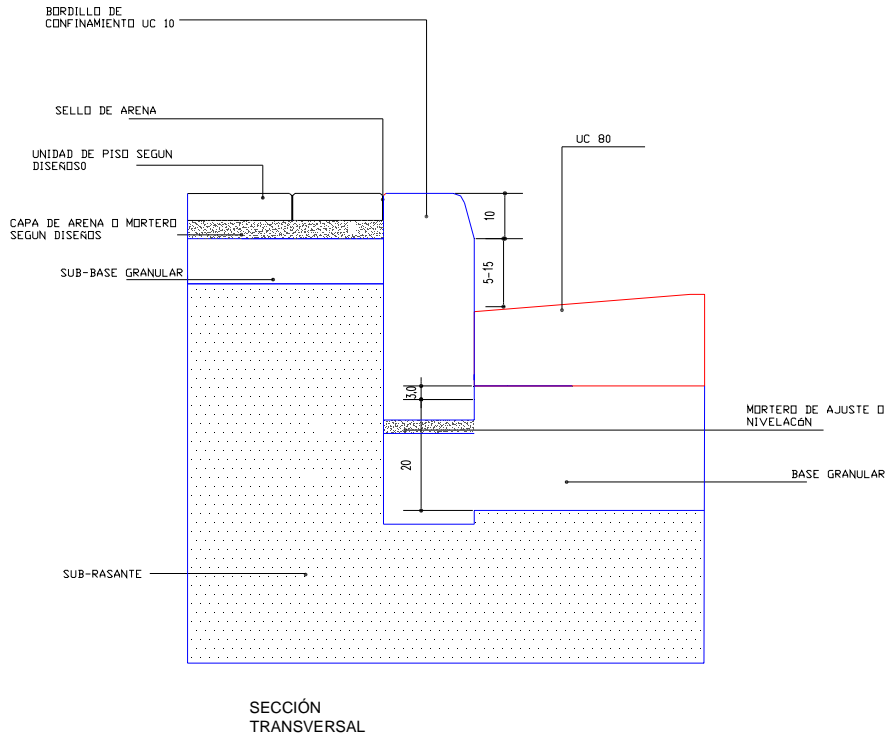 BORDILLO DE
CONFINAMIENTO UC 10
SELLO DE ARENA
UC 80
UNIDAD DE PISO SEGUN
DISEÑOSO
10
CAPA DE ARENA O MORTERO
SEGUN DISEÑOS
5-15
SUB-BASE GRANULAR
3,0
MORTERO DE AJUSTE O
NIVELACóN
20
BASE GRANULAR
SUB-RASANTE
SECCIÓN
TRANSVERSAL